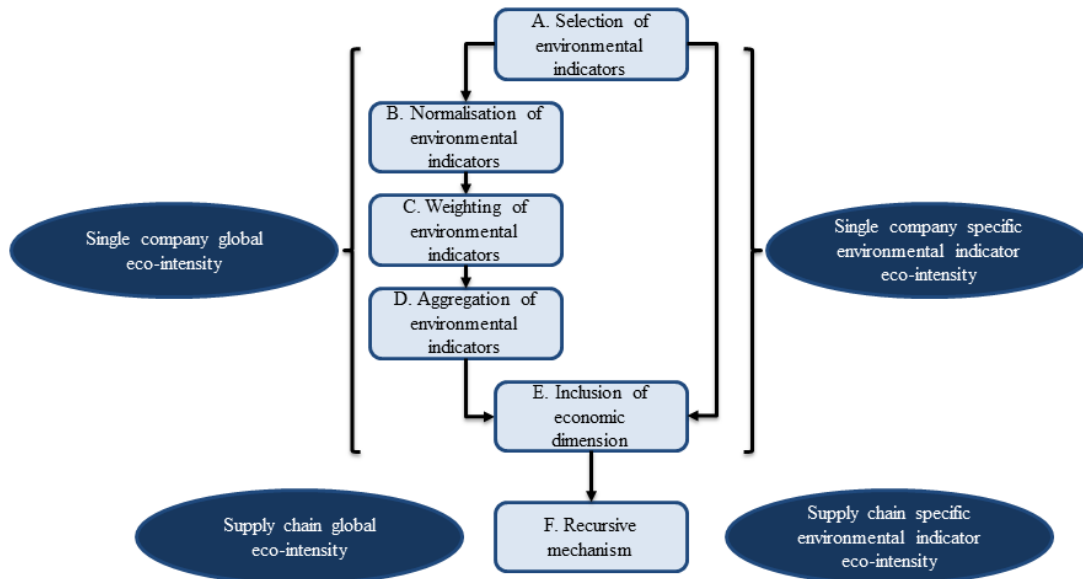 A. Selection of
environmental
indicators
B. Normalisation of
environmental
indicators
C. Weighting of
environmental
indicators
Single company global
eco-intensity
Single company specific
environmental indicator
eco-intensity
D. Aggregation of
environmental
indicators
E. Inclusion of
economic
dimension
Supply chain global
eco-intensity
F. Recursive
mechanism
Supply chain specific
environmental indicator
eco-intensity